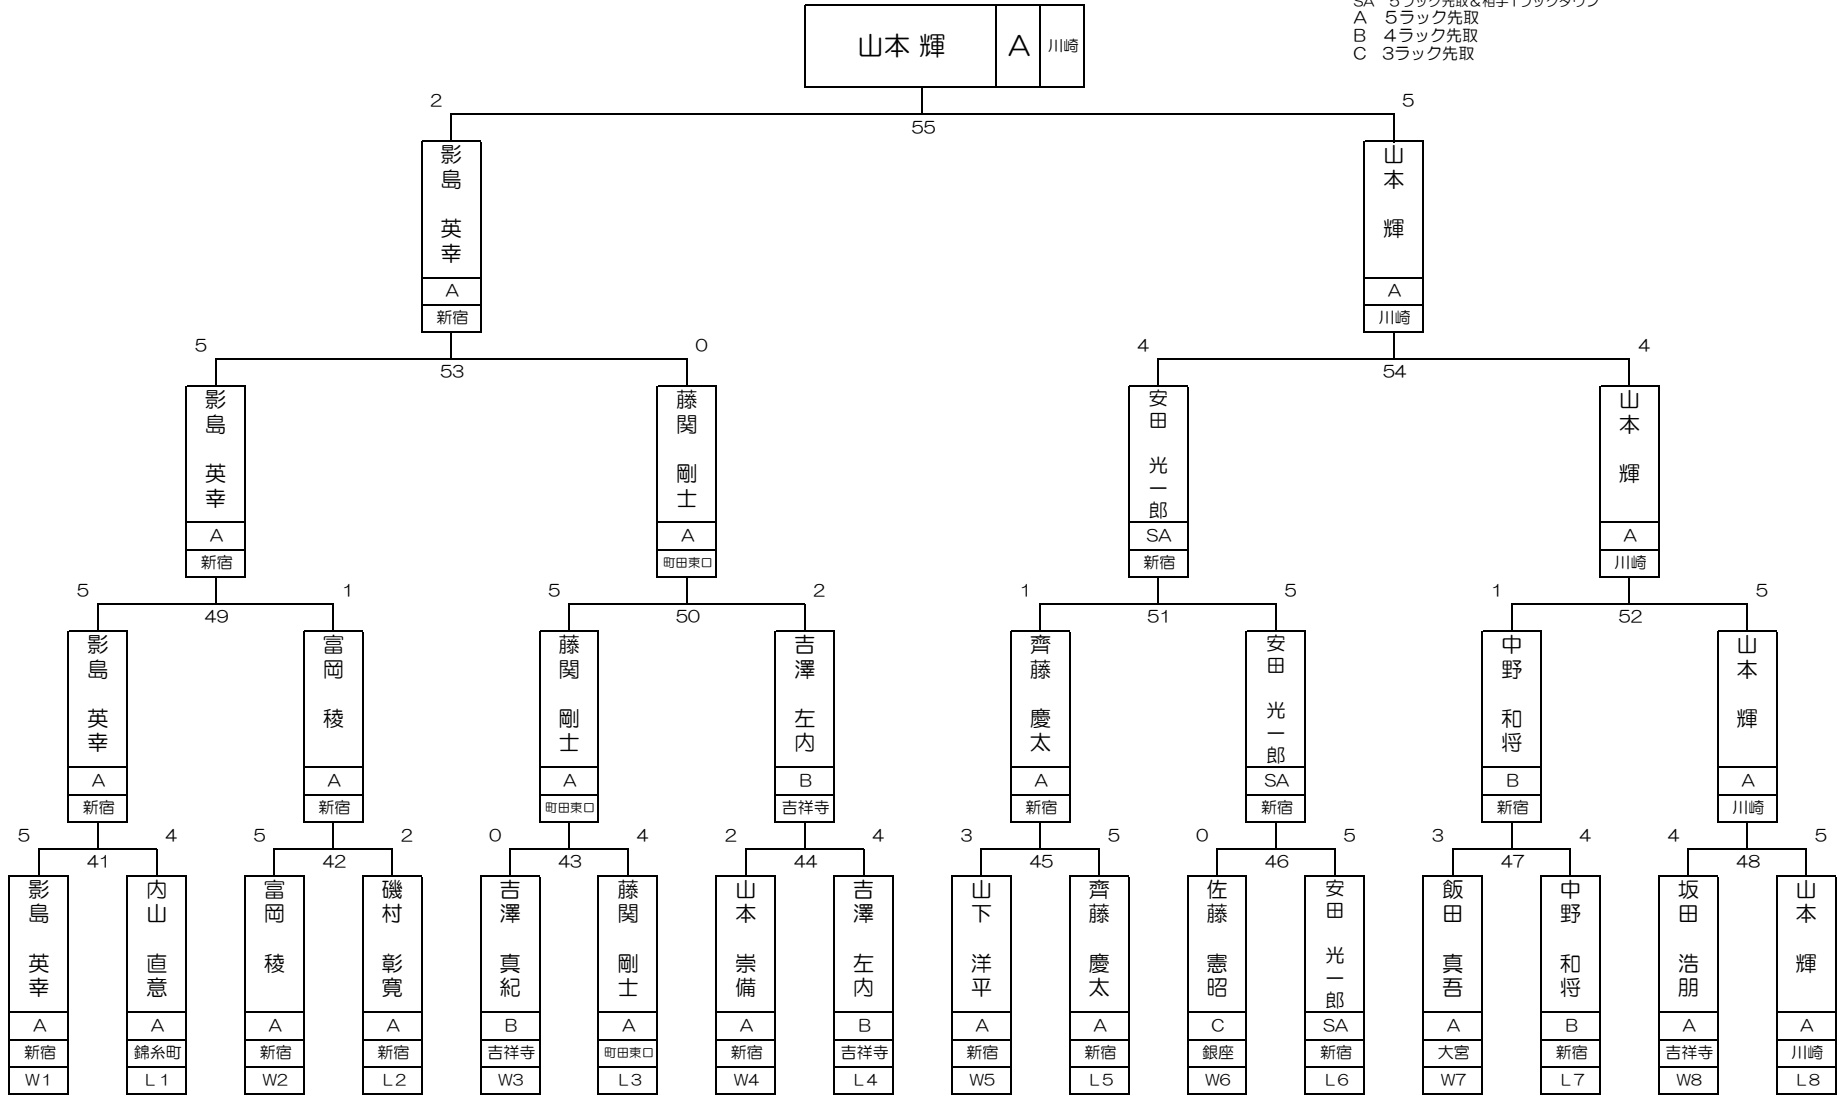 SA 5ラック先取&相手1ラックダウン
A 5ラック先取
B 4ラック先取
C 3ラック先取
山本 輝 A 川崎
2 5
55
影島 英幸 山本 輝
A A
新宿 川崎
5 0 4 4
53 54
影島 英幸 藤関 剛士 安田 光一郎 山本 輝
A A SA A
新宿 町田東口 新宿 川崎
5 1 5 2 1 5 1 5
49 50 51 52
影島 英幸 富岡 稜 藤関 剛士 吉澤 左内 齊藤 慶太 安田 光一郎 中野 和将 山本 輝
A A A B A SA B A
新宿 新宿 町田東口 吉祥寺 新宿 新宿 新宿 川崎
5 4 5 2 0 4 2 4 3 5 0 5 3 4 4 5
41 42 43 44 45 46 47 48
影島 英幸 内山 直意 富岡 稜 磯村 彰寛 吉澤 真紀 藤関 剛士 山本 崇備 吉澤 左内 山下 洋平 齊藤 慶太 佐藤 憲昭 安田 光一郎 飯田 真吾 中野 和将 坂田 浩朋 山本 輝
A A A A B A A B A A C SA A B A A
新宿 錦糸町 新宿 新宿 吉祥寺 町田東口 新宿 吉祥寺 新宿 新宿 銀座 新宿 大宮 新宿 吉祥寺 川崎
W1 L1 W2 L2 W3 L3 W4 L4 W5 L5 W6 L6 W7 L7 W8 L8